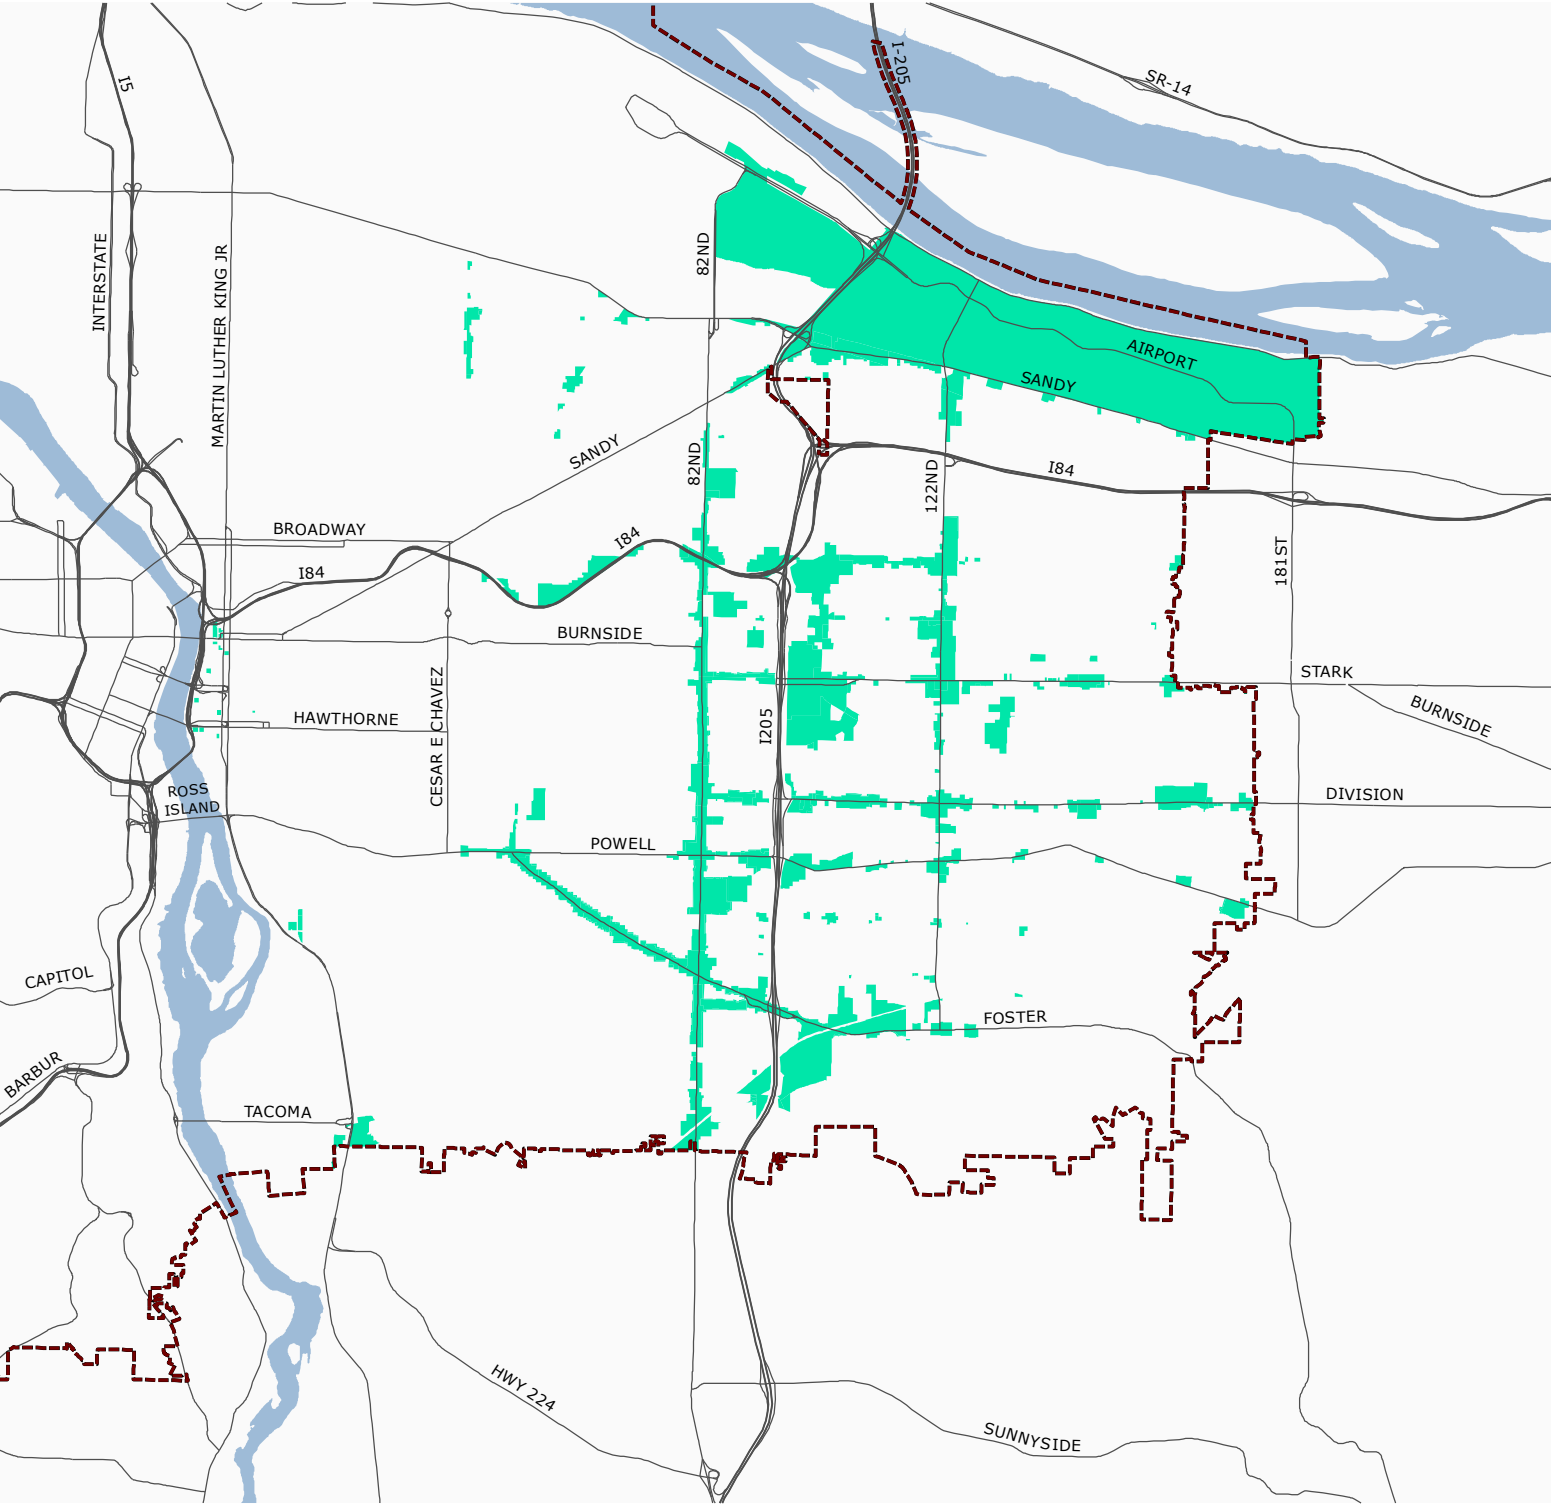 I5
I-205
SR-14
INTERSTATE
MARTIN LUTHER KING JR
82ND
AIRPORT
SANDY
SANDY
82ND
122ND
I84
BROADWAY
I84
I84
181ST
BURNSIDE
STARK
CESAR E CHAVEZ
HAWTHORNE
I205
BURNSIDE
ROSS
ISLAND
DIVISION
POWELL
CAPITOL
FOSTER
BARBUR
TACOMA
HWY 224
SUNNYSIDE